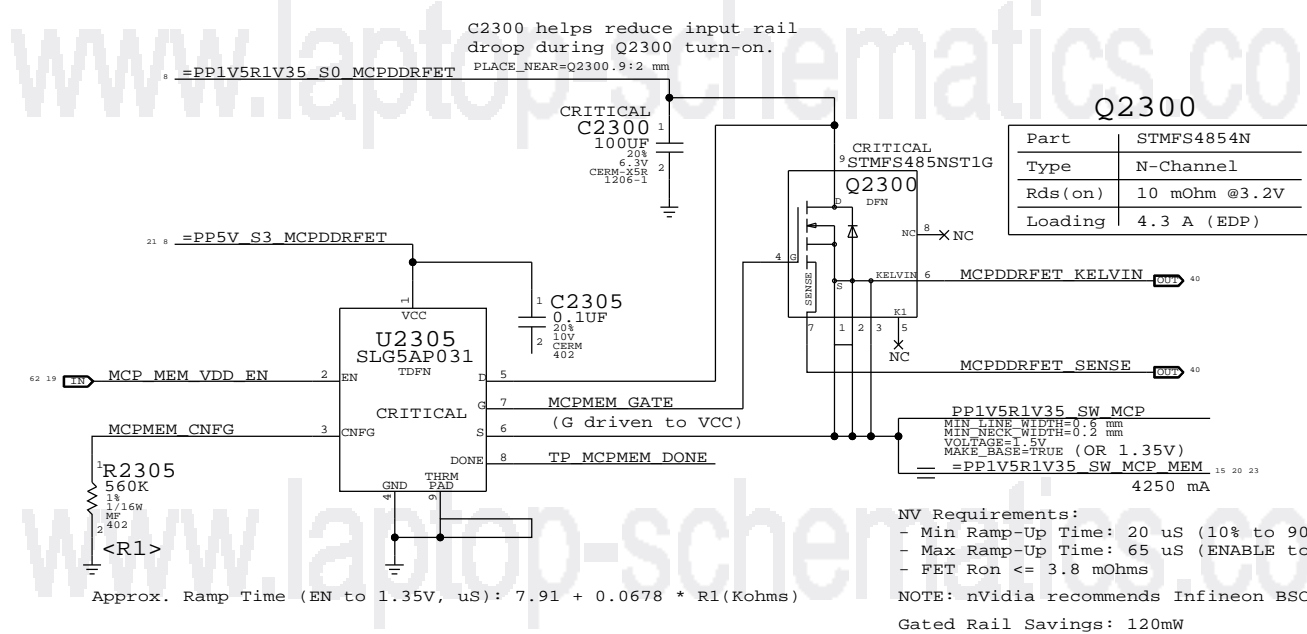 www.laptop-schematics.co
C2300 helps reduce input rail
droop during Q2300 turn-on.
PLACE_NEAR=Q2300.9:2 mm
8 =PP1V5R1V35_S0_MCPDDRFET
CRITICAL
C2300 1
100UF
20%
6.3V 2
CERM-X5R
1206-1
Q2300
Part STMFS4854N
Type N-Channel
Rds(on) 10 mOhm @3.2V
Loading 4.3 A (EDP)
CRITICAL
9 STMFS485NST1G
Q2300
D DFN
NC 8 NC
4 G
SENSE
S KELVIN 6 MCPDDRFET_KELVIN OUT 40
K1
7 1 2 3 5
NC
MCPDDRFET_SENSE OUT 40
21 8 =PP5V_S3_MCPDDRFET
1
VCC
1 C2305
0.1UF
20%
10V
2 CERM
402
U2305
SLG5AP031
TDFN
62 19 IN MCP_MEM_VDD_EN 2 EN
D 5
CRITICAL
G 7 MCPMEM_GATE
(G driven to VCC)
MCPMEM_CNFG 3 CNFG
S 6
DONE 8 TP_MCPMEM_DONE
THRM
GND PAD
4 9
1 R2305
560K
1%
1/16W
MF
2 402
<R1>
PP1V5R1V35_SW_MCP
MIN_LINE_WIDTH=0.6 mm
MIN_NECK_WIDTH=0.2 mm
VOLTAGE=1.5V
MAKE_BASE=TRUE (OR 1.35V)
=PP1V5R1V35_SW_MCP_MEM 15 20 23
4250 mA
NV Requirements:
- Min Ramp-Up Time: 20 uS (10% to 90
- Max Ramp-Up Time: 65 uS (ENABLE to
- FET Ron <= 3.8 mOhms
www.laptop-schematics.co
Approx. Ramp Time (EN to 1.35V, uS): 7.91 + 0.0678 * R1(Kohms)
NOTE: nVidia recommends Infineon BSC
Gated Rail Savings: 120mW